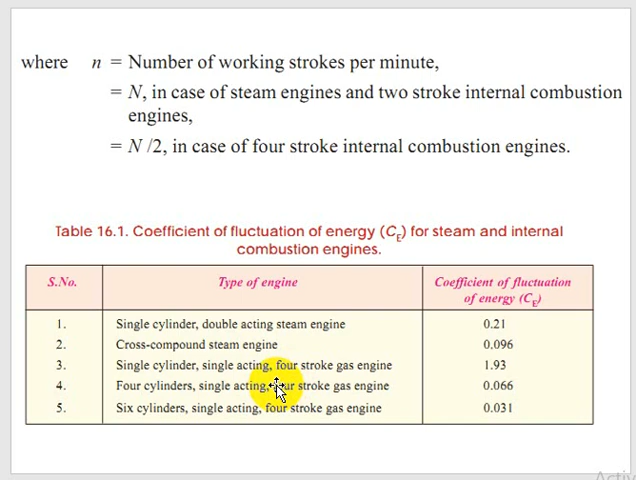 where n = Number of working strokes per minute,
= N, in case of steam engines and two stroke internal combustion
engines,
= N /2, in case of four stroke internal combustion engines.
Table 16.1. Coefficient of fluctuation of energy (CE) for steam and internal
combustion engines.
S.No. Type of engine Coefficient of fluctuation
of energy (CE)
1. Single cylinder, double acting steam engine 0.21
2. Cross-compound steam engine 0.096
3. Single cylinder, single acting, four stroke gas engine 1.93
4. Four cylinders, single acting, four stroke gas engine 0.066
5. Six cylinders, single acting, four stroke gas engine 0.031